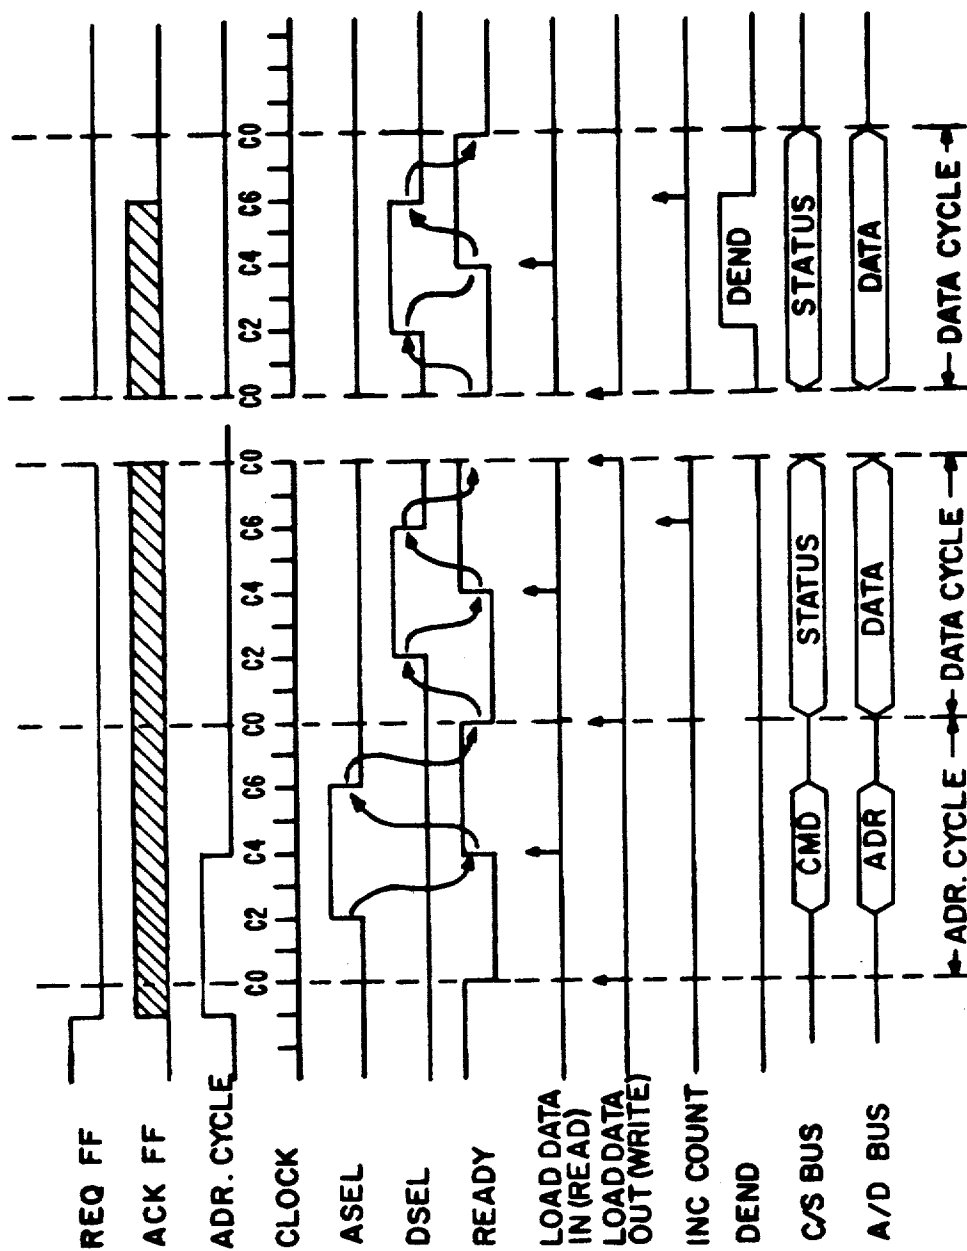 REQ FF
ACK FF
ADR. CYCLE
CLOCK
C0 C2 C4 C6 C0 C2 C4 C6 C0 C0 C2 C4 C6 C0
ASEL
DSEL
READY
LOAD DATA
IN (READ)
LOAD DATA
OUT (WRITE)
INC COUNT
DEND
DEND
C/S BUS
CMD STATUS STATUS
A/D BUS
ADR DATA DATA
ADR. CYCLE DATA CYCLE DATA CYCLE